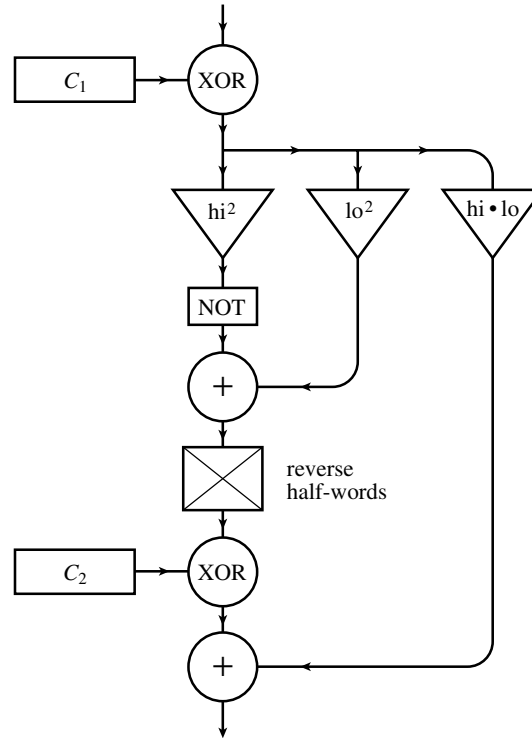 XOR
C₁
hi²
lo²
hi • lo
NOT
+
reverse
half-words
C₂
XOR
+